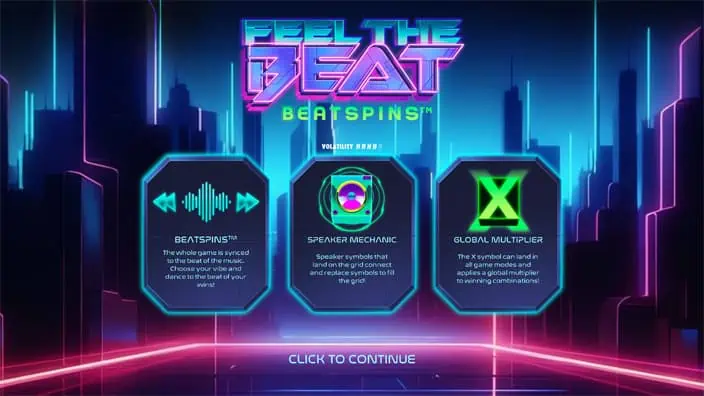 FEEL THE
BEAT
BEATSPINS™
VOLATILITY
BEATSPINS™
The whole game is synced
to the beat of the music.
Choose your vibe and
dance to the beat of your
wins!
SPEAKER MECHANIC
Speaker symbols that
land on the grid connect
and replace symbols to fill
the grid!
X
GLOBAL MULTIPLIER
The X symbol can land in
all game modes and
applies a global multiplier
to winning combinations!
CLICK TO CONTINUE